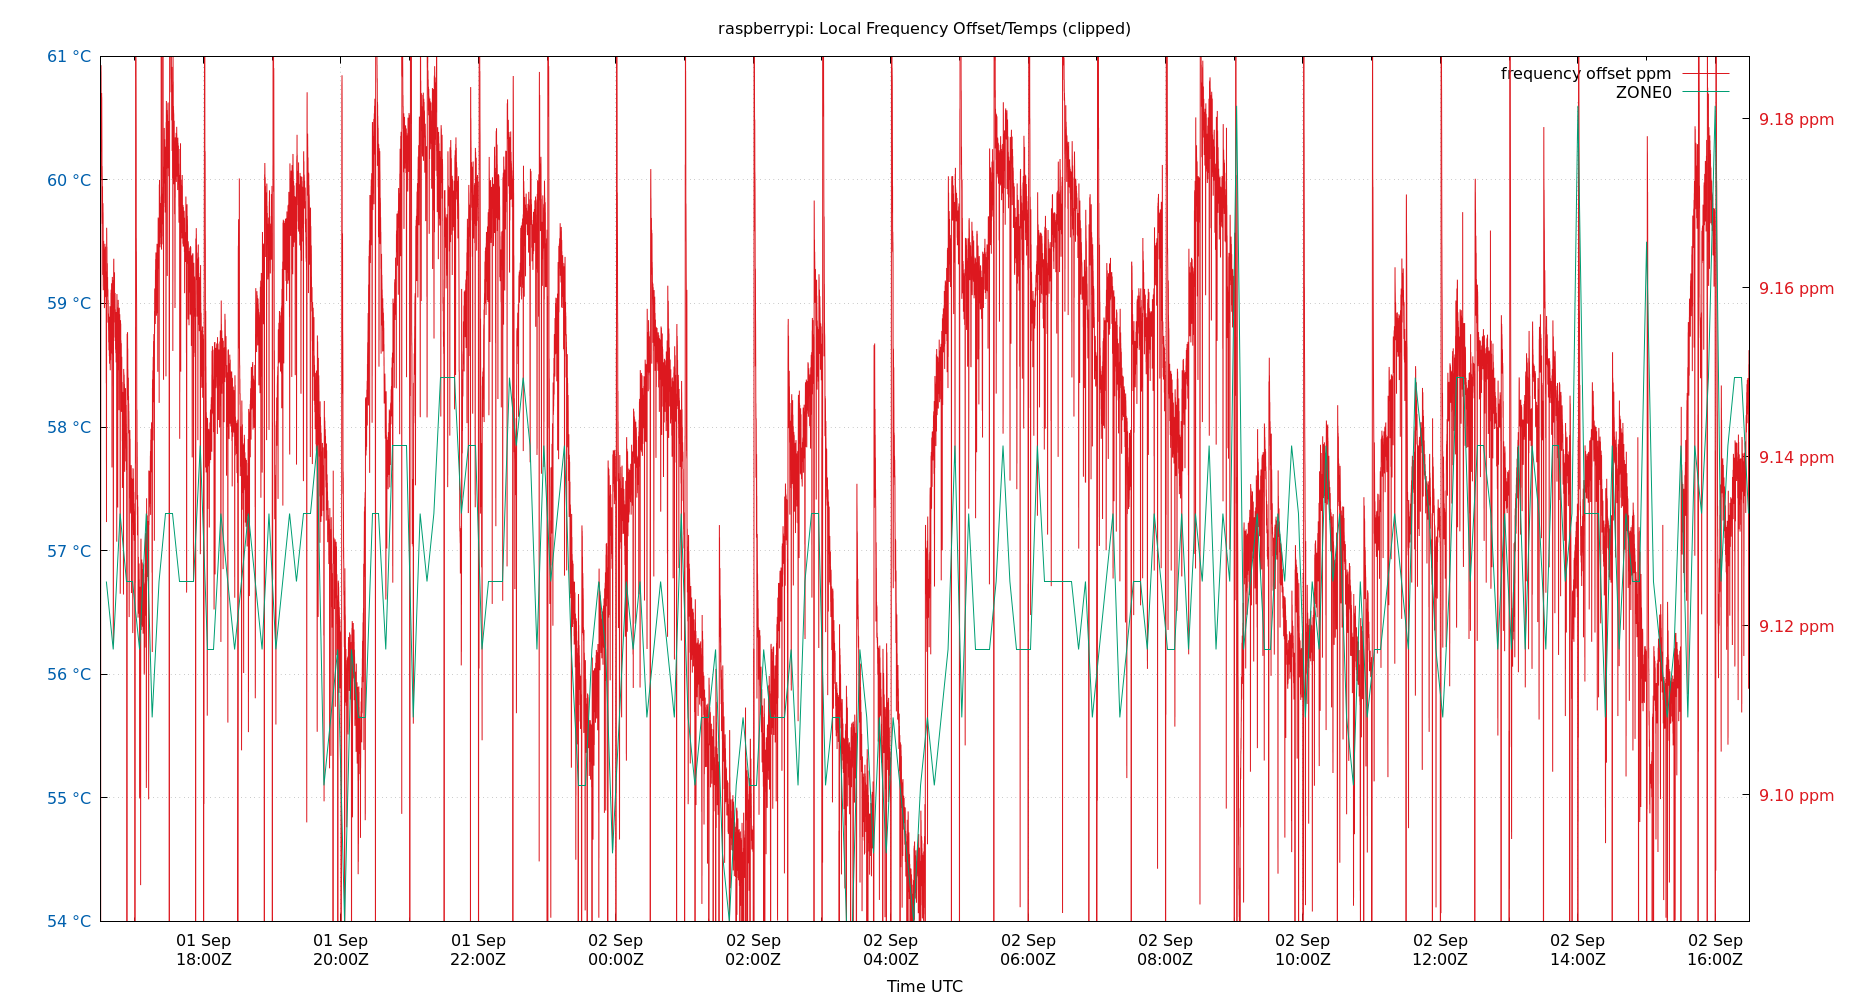 raspberrypi: Local Frequency Offset/Temps (clipped)
61 °C
60 °C
59 °C
58 °C
57 °C
56 °C
55 °C
54 °C
frequency offset ppm
ZONE0
9.18 ppm
9.16 ppm
9.14 ppm
9.12 ppm
9.10 ppm
01 Sep
18:00Z
01 Sep
20:00Z
01 Sep
22:00Z
02 Sep
00:00Z
02 Sep
02:00Z
02 Sep
04:00Z
02 Sep
06:00Z
02 Sep
08:00Z
02 Sep
10:00Z
02 Sep
12:00Z
02 Sep
14:00Z
02 Sep
16:00Z
Time UTC